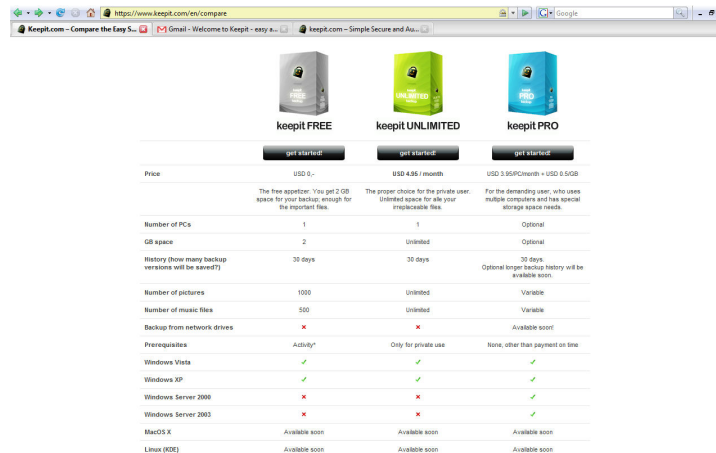 https://www.keepit.com/en/compare
Google
Keepit.com – Compare the Easy S...
Gmail - Welcome to Keepit - easy a...
keepit.com – Simple Secure and Au...
FREE
UNLIMITED
PRO
keepit FREE keepit UNLIMITED keepit PRO
get started! get started! get started!
Price USD 0,- USD 4.95 / month USD 3.95/PC/month + USD 0.5/GB
The free appetizer. You get 2 GB
space for your backup; enough for
the important files.
The proper choice for the private user.
Unlimited space for alle your
irreplaceable files.
For the demanding user, who uses
multiple computers and has special
storage space needs.
Number of PCs 1 1 Optional
GB space 2 Unlimited Optional
History (how many backup
versions will be saved?)
30 days 30 days 30 days.
Optional longer backup history will be
available soon.
Number of pictures 1000 Unlimited Variable
Number of music files 500 Unlimited Variable
Backup from network drives Available soon!
Prerequisites Activity* Only for private use None, other than payment on time
Windows Vista
Windows XP
Windows Server 2000
Windows Server 2003
MacOS X Available soon Available soon Available soon
Linux (KDE) Available soon Available soon Available soon